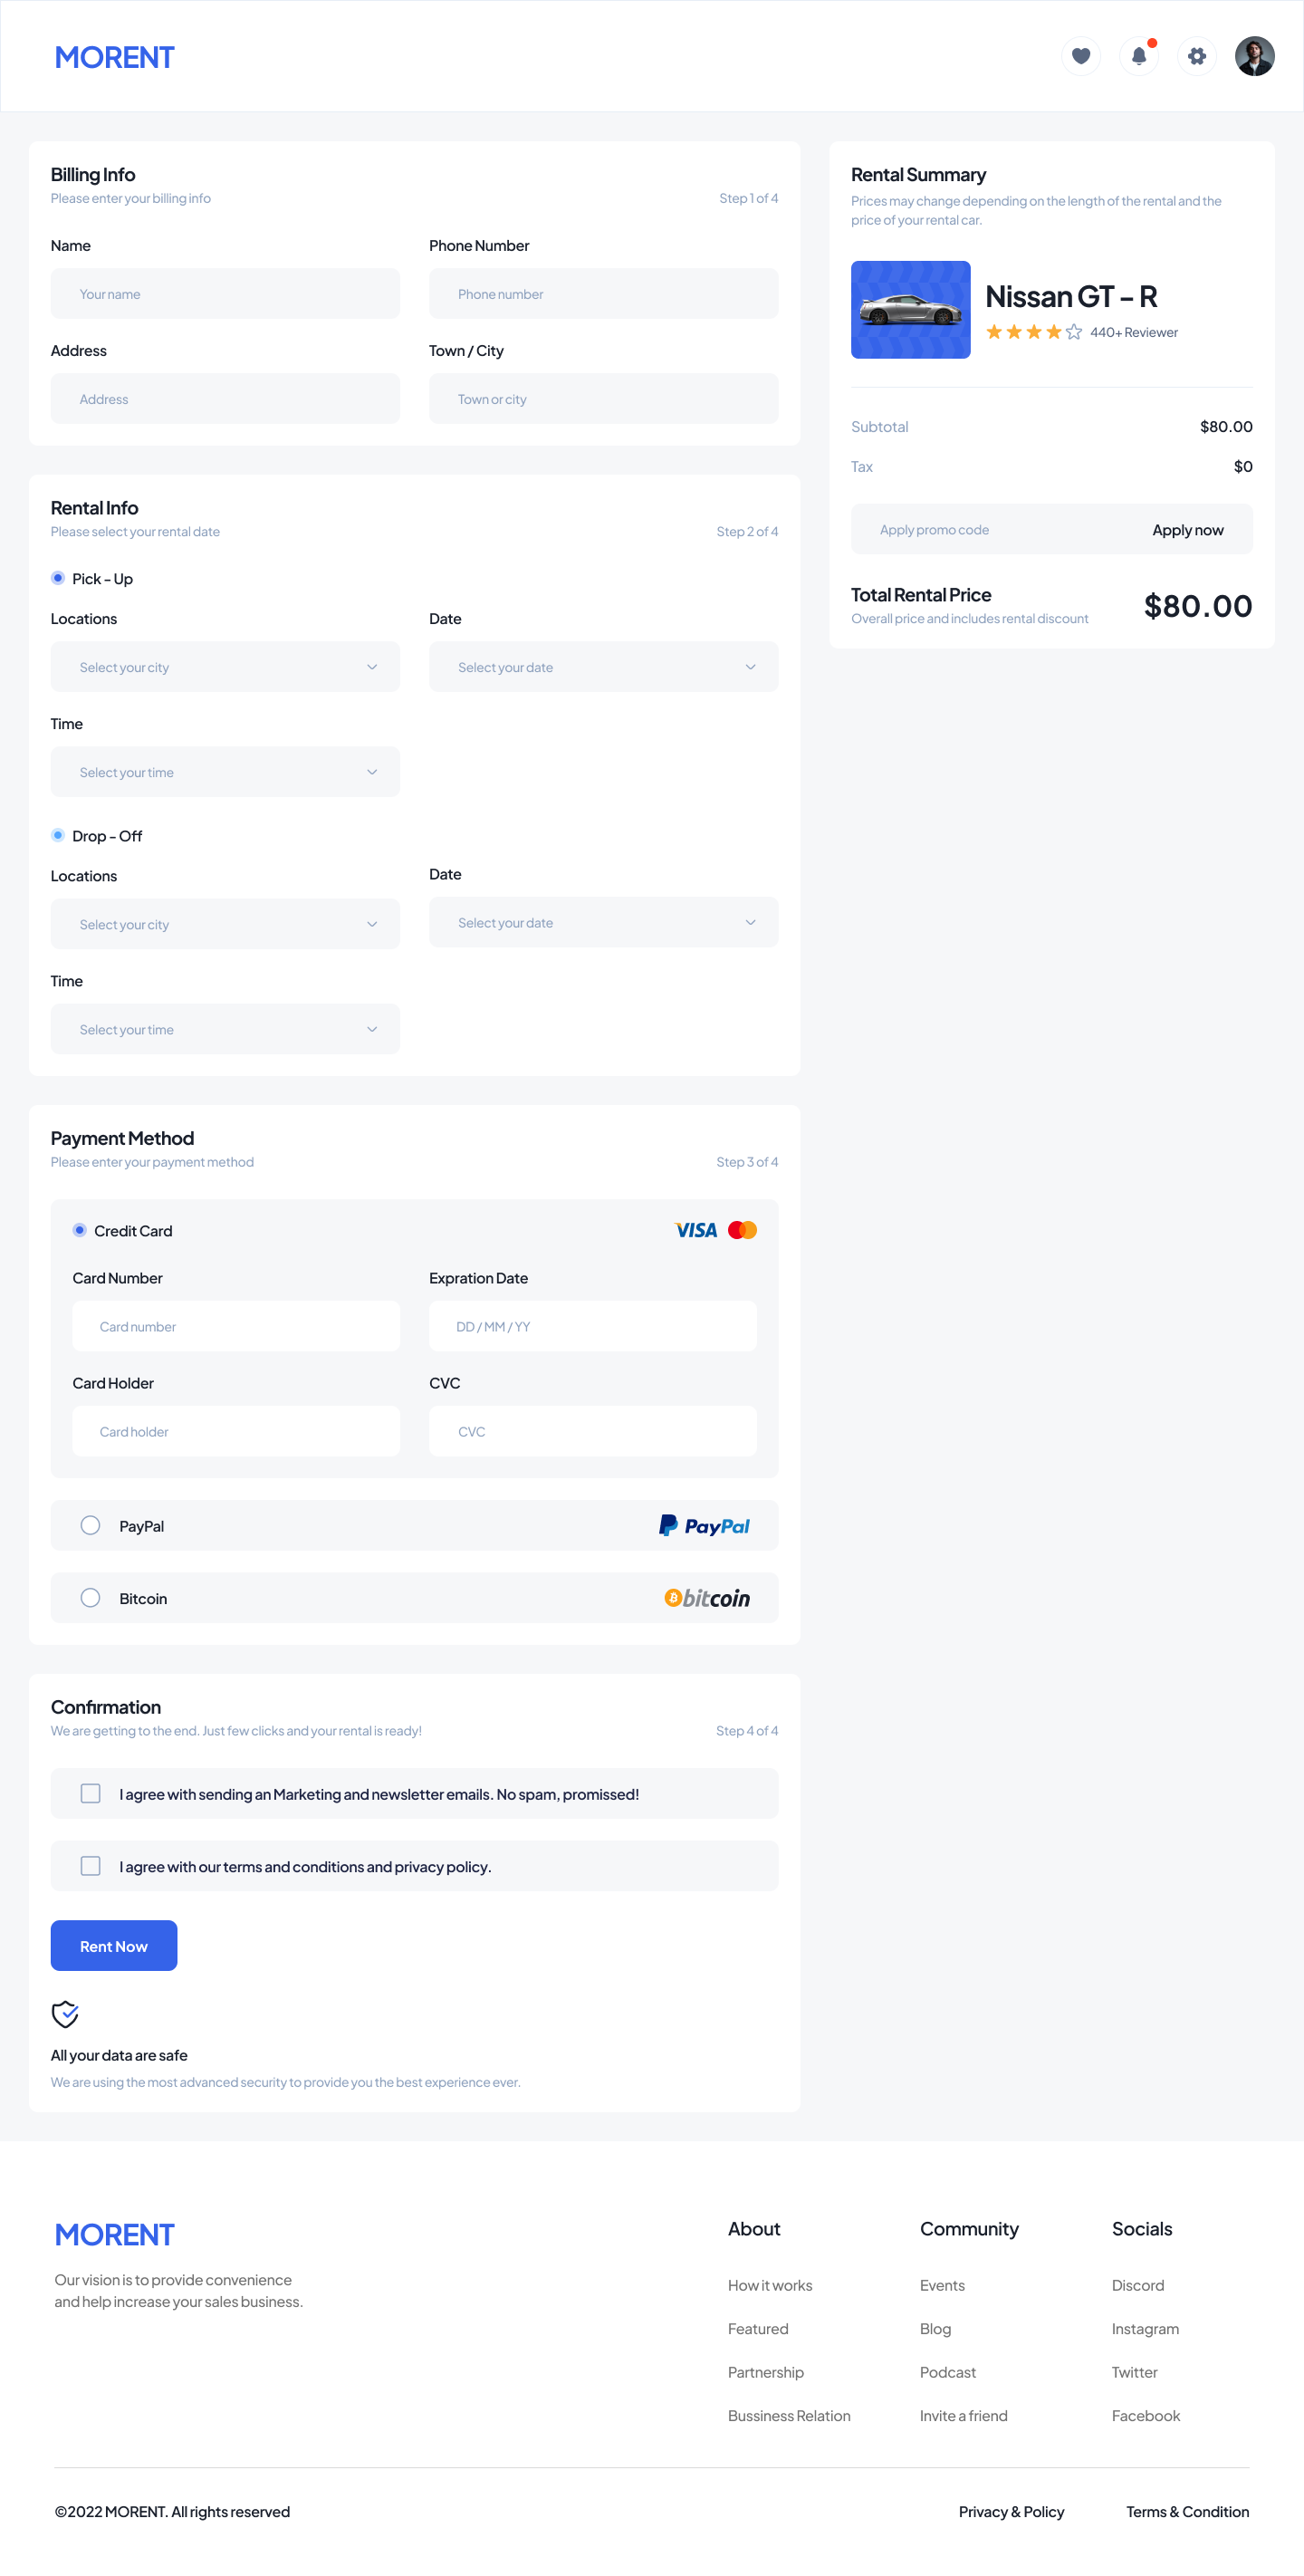 MORENT
Billing Info
Please enter your billing info
Step 1 of 4
Name
Phone Number
Your name
Phone number
Address
Town / City
Address
Town or city
Rental Info
Please select your rental date
Step 2 of 4
Pick - Up
Locations
Date
Select your city
Select your date
Time
Select your time
Drop - Off
Locations
Date
Select your city
Select your date
Time
Select your time
Payment Method
Please enter your payment method
Step 3 of 4
Credit Card
VISA
Card Number
Expration Date
Card number
DD / MM / YY
Card Holder
CVC
Card holder
CVC
PayPal
PayPal
Bitcoin
bitcoin
Confirmation
We are getting to the end. Just few clicks and your rental is ready!
Step 4 of 4
I agree with sending an Marketing and newsletter emails. No spam, promissed!
I agree with our terms and conditions and privacy policy.
Rent Now
All your data are safe
We are using the most advanced security to provide you the best experience ever.
Rental Summary
Prices may change depending on the length of the rental and the
price of your rental car.
Nissan GT - R
440+ Reviewer
Subtotal
$80.00
Tax
$0
Apply promo code
Apply now
Total Rental Price
Overall price and includes rental discount
$80.00
MORENT
Our vision is to provide convenience
and help increase your sales business.
About
How it works
Featured
Partnership
Bussiness Relation
Community
Events
Blog
Podcast
Invite a friend
Socials
Discord
Instagram
Twitter
Facebook
©2022 MORENT. All rights reserved
Privacy & Policy
Terms & Condition